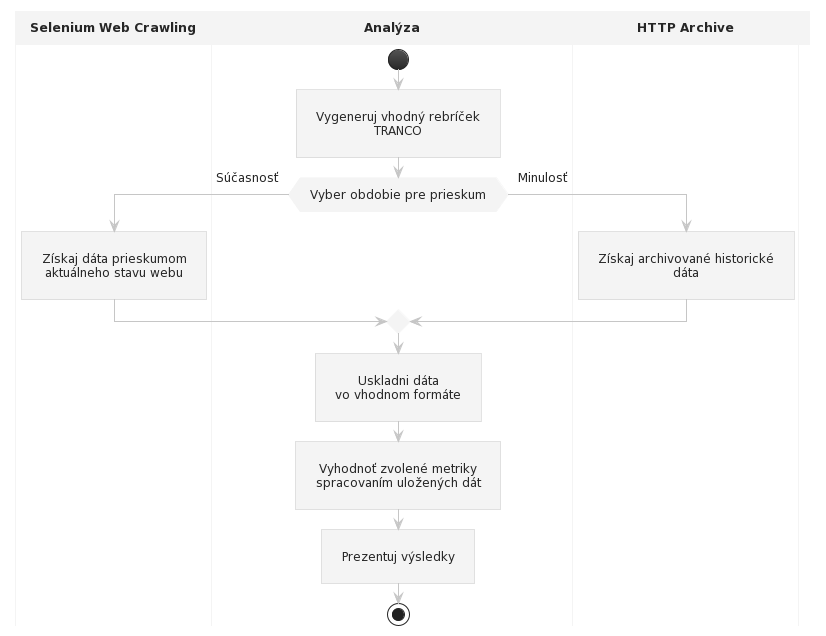 Selenium Web Crawling
Analýza
HTTP Archive
Vygeneruj vhodný rebríček
TRANCO
Súčasnosť
Vyber obdobie pre prieskum
Minulosť
Získaj dáta prieskumom
aktuálneho stavu webu
Získaj archivované historické
dáta
Uskladni dáta
vo vhodnom formáte
Vyhodnoť zvolené metriky
spracovaním uložených dát
Prezentuj výsledky